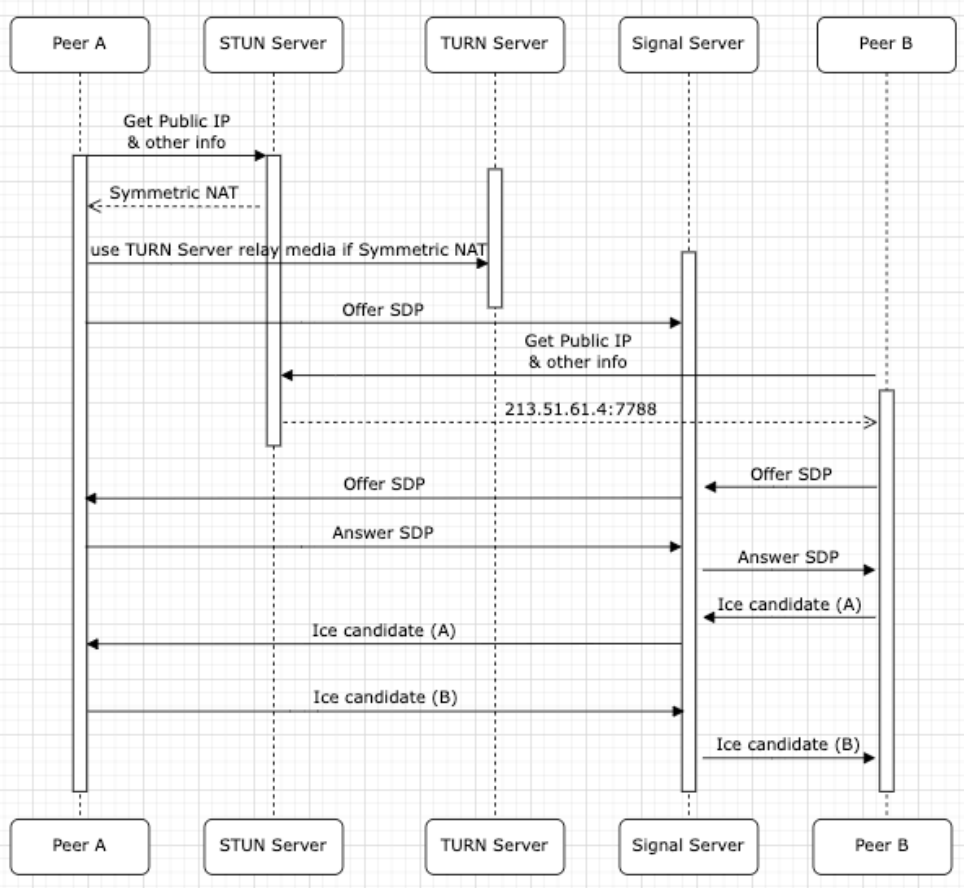 Peer A
STUN Server
TURN Server
Signal Server
Peer B
Get Public IP
& other info
Symmetric NAT
use TURN Server relay media if Symmetric NAT
Offer SDP
Get Public IP
& other info
213.51.61.4:7788
Offer SDP
Offer SDP
Answer SDP
Answer SDP
Ice candidate (A)
Ice candidate (A)
Ice candidate (B)
Ice candidate (B)
Peer A
STUN Server
TURN Server
Signal Server
Peer B